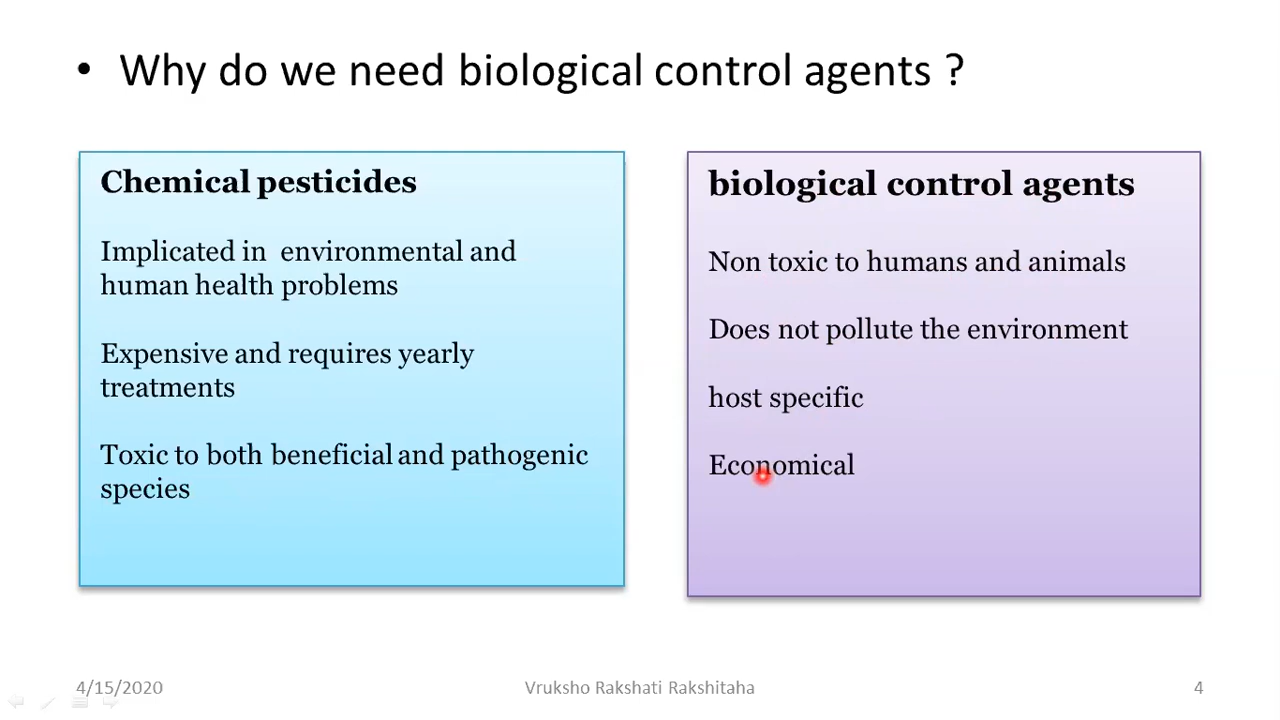 • Why do we need biological control agents ?
Chemical pesticides
Implicated in environmental and
human health problems
Expensive and requires yearly
treatments
Toxic to both beneficial and pathogenic
species
biological control agents
Non toxic to humans and animals
Does not pollute the environment
host specific
Economical
4/15/2020
Vruksho Rakshati Rakshitaha
4